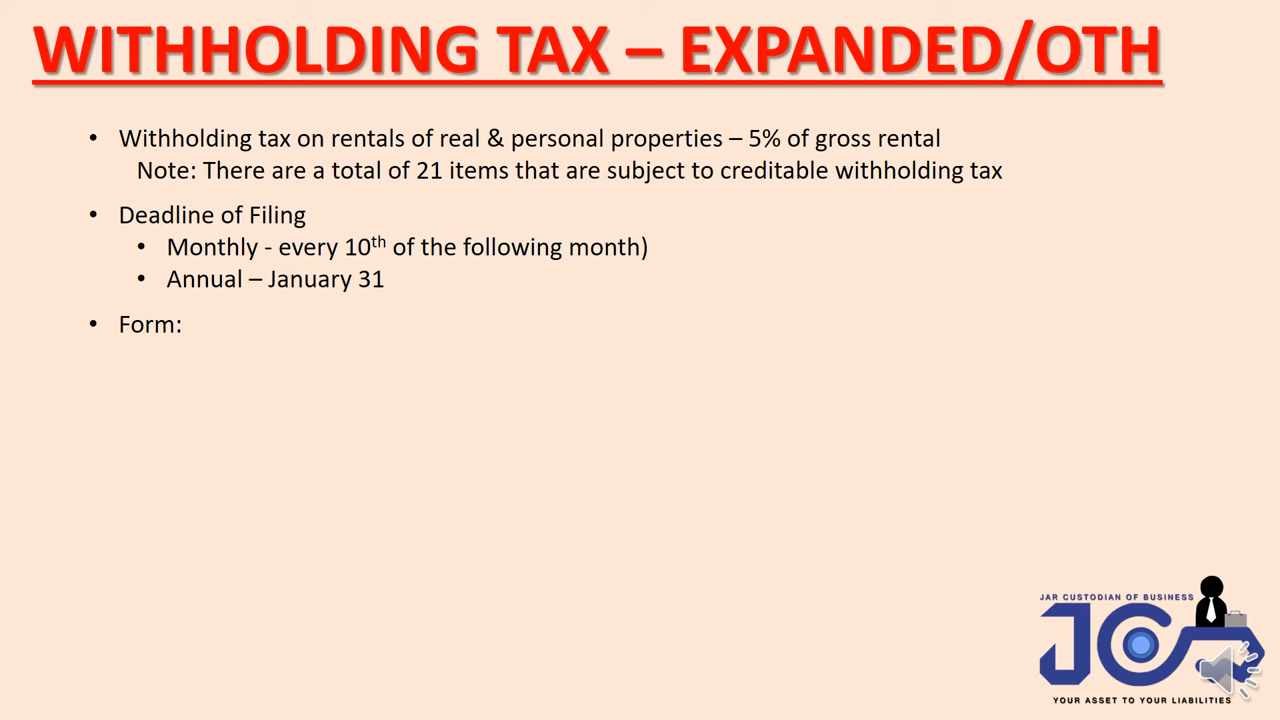 WITHHOLDING TAX – EXPANDED/OTH
• Withholding tax on rentals of real & personal properties – 5% of gross rental
Note: There are a total of 21 items that are subject to creditable withholding tax
• Deadline of Filing
• Monthly - every 10th of the following month)
• Annual – January 31
• Form:
JAR CUSTODIAN OF BUSINESS
JCA
YOUR ASSET TO YOUR LIABILITIES